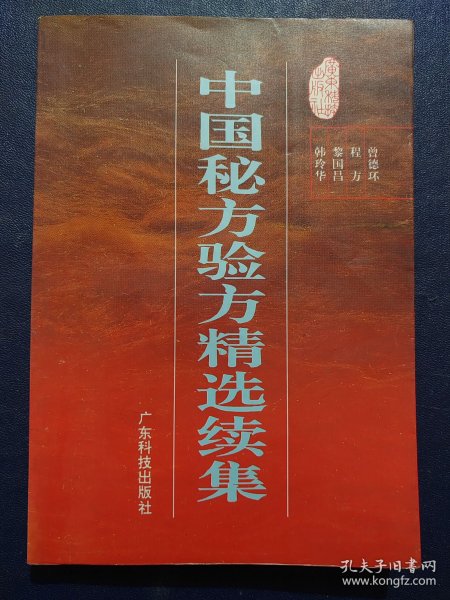 曾德环
程方
黎国昌
韩玲华
中国秘方验方精选续集
广东科技出版社
孔夫子旧书网
www.kongfz.com